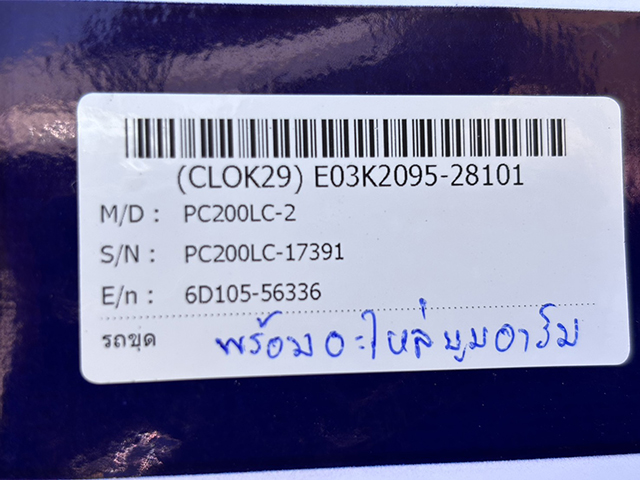 (CLOK29) E03K2095-28101
M/D : PC200LC-2
S/N : PC200LC-17391
E/n : 6D105-56336
รถขุด พร้อมอะไหล่บูมอาร์ม